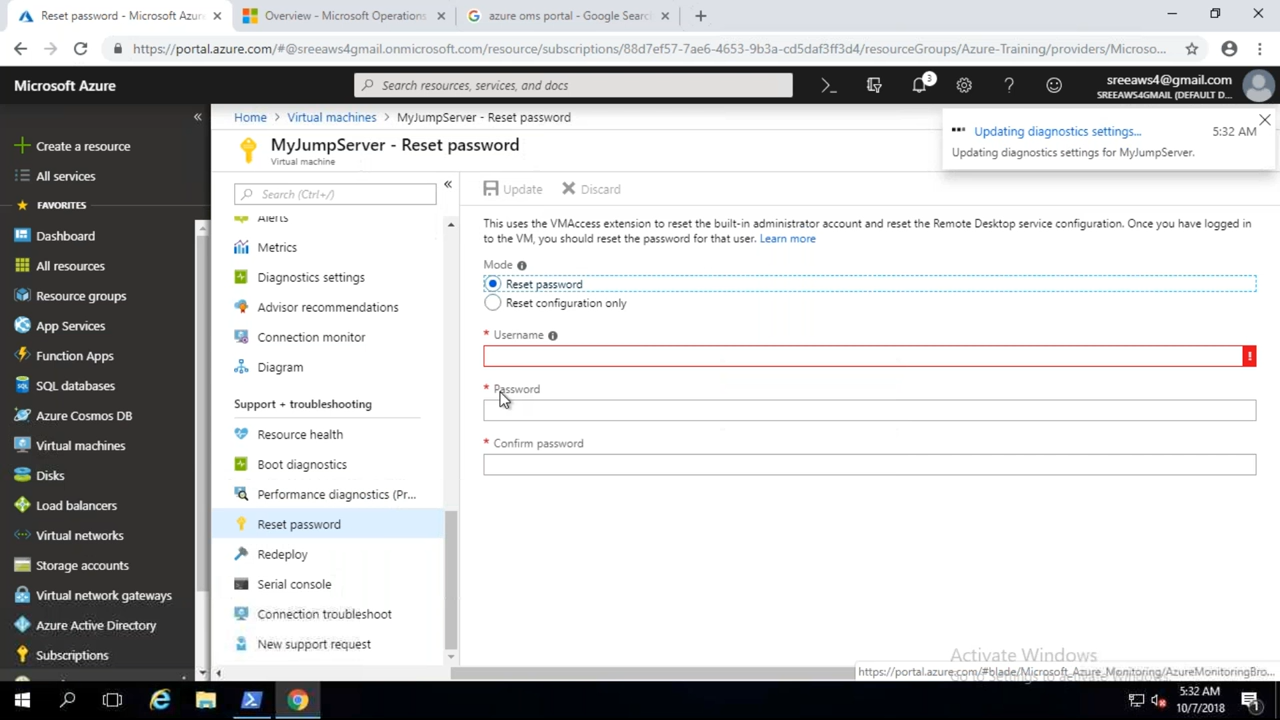 Reset password - Microsoft Azure
Overview - Microsoft Operations
azure oms portal - Google Search
https://portal.azure.com/#@sreeaws4gmail.onmicrosoft.com/resource/subscriptions/88d7ef57-7ae6-4653-9b3a-cd5daf3ff3d4/resourceGroups/Azure-Training/providers/Microso...
Microsoft Azure
Search resources, services, and docs
3
sreeaws4@gmail.com
SREEAWS4GMAIL (DEFAULT D...
Create a resource
All services
FAVORITES
Dashboard
All resources
Resource groups
App Services
Function Apps
SQL databases
Azure Cosmos DB
Virtual machines
Disks
Load balancers
Virtual networks
Storage accounts
Virtual network gateways
Azure Active Directory
Subscriptions
Home > Virtual machines > MyJumpServer - Reset password
MyJumpServer - Reset password
Virtual machine
Search (Ctrl+/)
Alerts
Metrics
Diagnostics settings
Advisor recommendations
Connection monitor
Diagram
Support + troubleshooting
Resource health
Boot diagnostics
Performance diagnostics (Pr...
Reset password
Redeploy
Serial console
Connection troubleshoot
New support request
Update
Discard
This uses the VMAccess extension to reset the built-in administrator account and reset the Remote Desktop service configuration. Once you have logged in
to the VM, you should reset the password for that user. Learn more
Mode
Reset password
Reset configuration only
* Username
* Password
* Confirm password
Updating diagnostics settings...
5:32 AM
Updating diagnostics settings for MyJumpServer.
Activate Windows
https://portal.azure.com/#blade/Microsoft_Azure_Monitoring/AzureMonitoringBro...
5:32 AM
10/7/2018
1